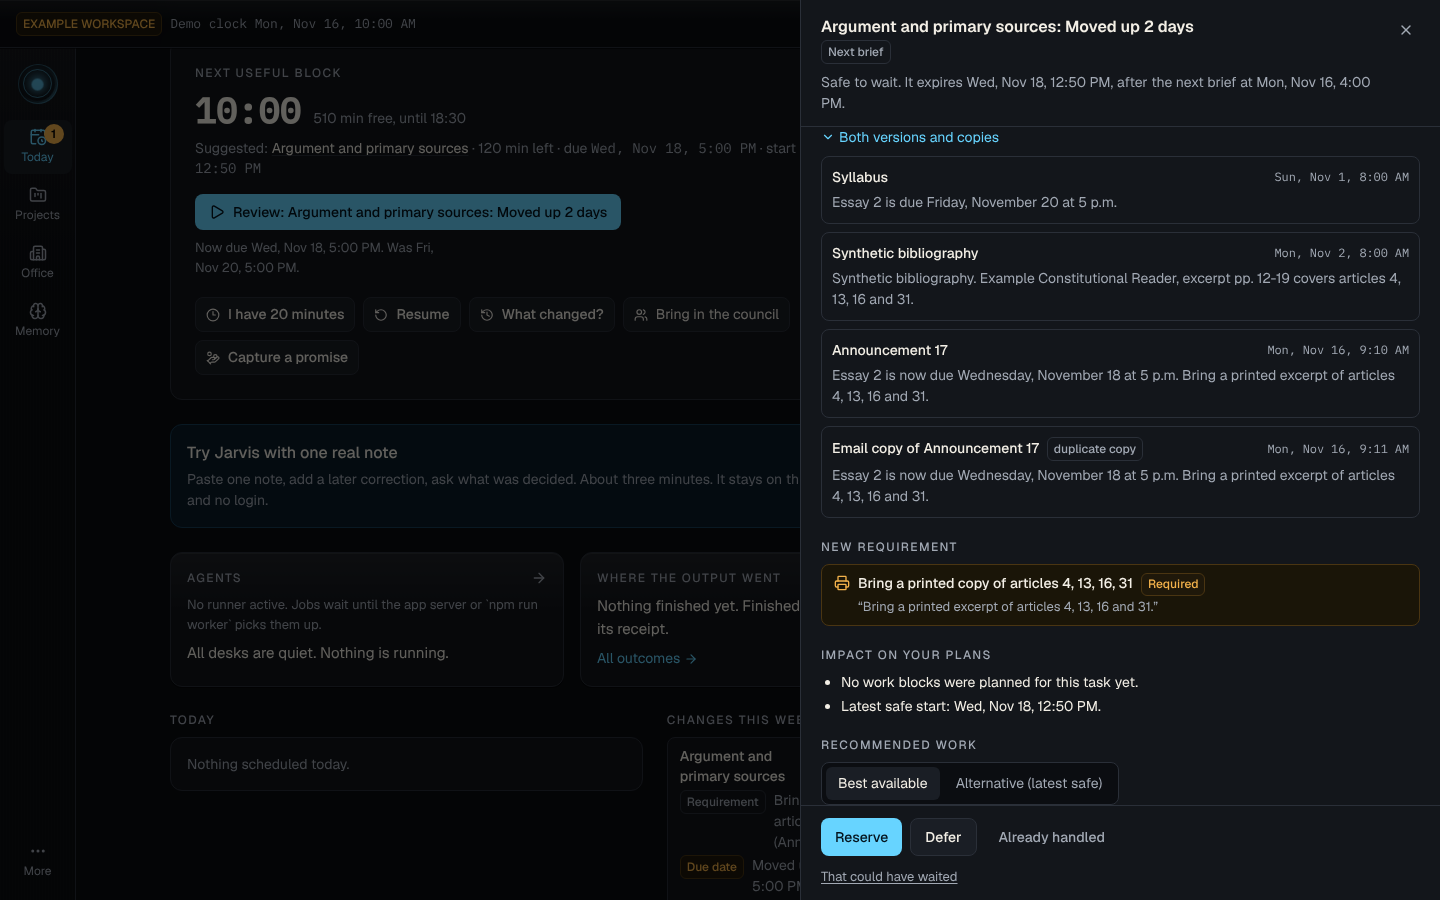 EXAMPLE WORKSPACE Demo clock Mon, Nov 16, 10:00 AM
1
Today
Projects
Office
Memory
More
NEXT USEFUL BLOCK
10:00 510 min free, until 18:30
Suggested: Argument and primary sources · 120 min left · due Wed, Nov 18, 5:00 PM · start
12:50 PM
Review: Argument and primary sources: Moved up 2 days
Now due Wed, Nov 18, 5:00 PM. Was Fri,
Nov 20, 5:00 PM.
I have 20 minutes
Resume
What changed?
Bring in the council
Capture a promise
Try Jarvis with one real note
Paste one note, add a later correction, ask what was decided. About three minutes. It stays on th
and no login.
AGENTS
No runner active. Jobs wait until the app server or `npm run
worker` picks them up.
All desks are quiet. Nothing is running.
WHERE THE OUTPUT WENT
Nothing finished yet. Finished
its receipt.
All outcomes →
TODAY
Nothing scheduled today.
CHANGES THIS WEE
Argument and
primary sources
Requirement Brin
artic
(Ann
Due date Moved
5:00 PM
Argument and primary sources: Moved up 2 days
Next brief
Safe to wait. It expires Wed, Nov 18, 12:50 PM, after the next brief at Mon, Nov 16, 4:00
PM.
Both versions and copies
Syllabus Sun, Nov 1, 8:00 AM
Essay 2 is due Friday, November 20 at 5 p.m.
Synthetic bibliography Mon, Nov 2, 8:00 AM
Synthetic bibliography. Example Constitutional Reader, excerpt pp. 12-19 covers articles 4,
13, 16 and 31.
Announcement 17 Mon, Nov 16, 9:10 AM
Essay 2 is now due Wednesday, November 18 at 5 p.m. Bring a printed excerpt of articles
4, 13, 16 and 31.
Email copy of Announcement 17 duplicate copy Mon, Nov 16, 9:11 AM
Essay 2 is now due Wednesday, November 18 at 5 p.m. Bring a printed excerpt of articles
4, 13, 16 and 31.
NEW REQUIREMENT
Bring a printed copy of articles 4, 13, 16, 31 Required
“Bring a printed excerpt of articles 4, 13, 16 and 31.”
IMPACT ON YOUR PLANS
• No work blocks were planned for this task yet.
• Latest safe start: Wed, Nov 18, 12:50 PM.
RECOMMENDED WORK
Best available Alternative (latest safe)
Reserve Defer Already handled
That could have waited